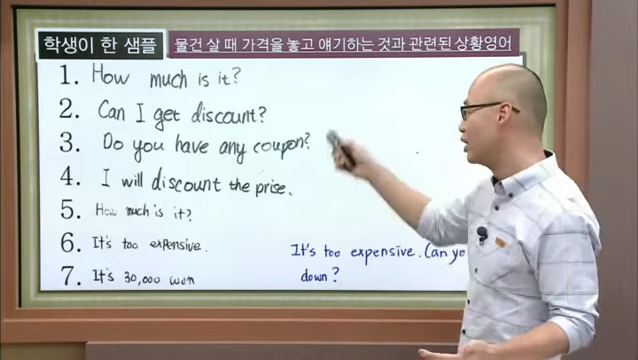 학생이 한 샘플
물건 살 때 가격을 놓고 얘기하는 것과 관련된 상황영어
1. How much is it?
2. Can I get discount?
3. Do you have any coupon?
4. I will discount the prise.
5. How much is it?
6. It's too expensive.
7. It's 30,000 won
It's too expensive. Can yo
down?